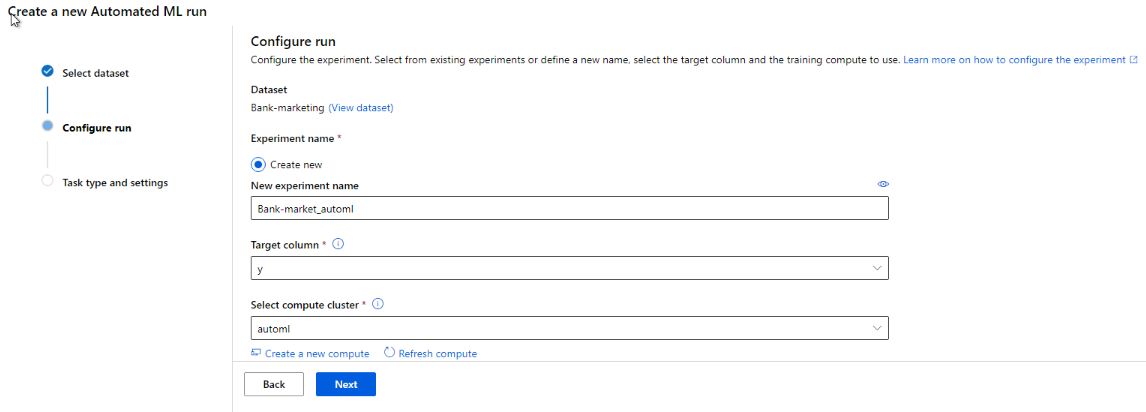 Create a new Automated ML run
Select dataset
Configure run
Task type and settings
Configure run
Configure the experiment. Select from existing experiments or define a new name, select the target column and the training compute to use. Learn more on how to configure the experiment
Dataset
Bank-marketing (View dataset)
Experiment name *
Create new
New experiment name
Bank-market_automl
Target column *
y
Select compute cluster *
automl
Create a new compute Refresh compute
Back Next